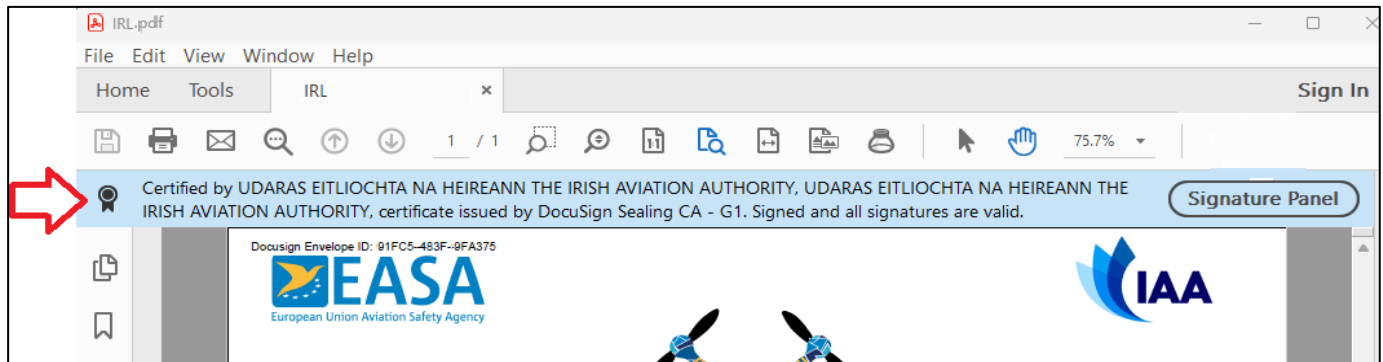 IRL.pdf
File Edit View Window Help
Home Tools IRL × Sign In
1 / 1 1:1 75.7%
Certified by UDARAS EITLIOCHTA NA HEIREANN THE IRISH AVIATION AUTHORITY, UDARAS EITLIOCHTA NA HEIREANN THE
IRISH AVIATION AUTHORITY, certificate issued by DocuSign Sealing CA - G1. Signed and all signatures are valid.
Signature Panel
Docusign Envelope ID: 91FC5--483F--9FA375
EASA
European Union Aviation Safety Agency
IAA